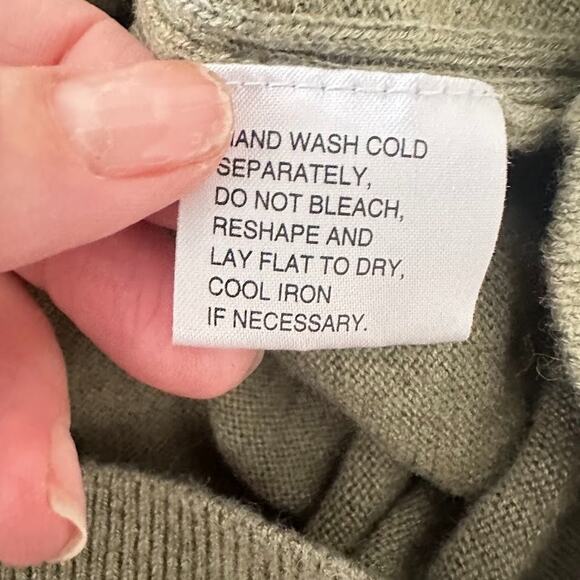 HAND WASH COLD
SEPARATELY,
DO NOT BLEACH,
RESHAPE AND
LAY FLAT TO DRY,
COOL IRON
IF NECESSARY.